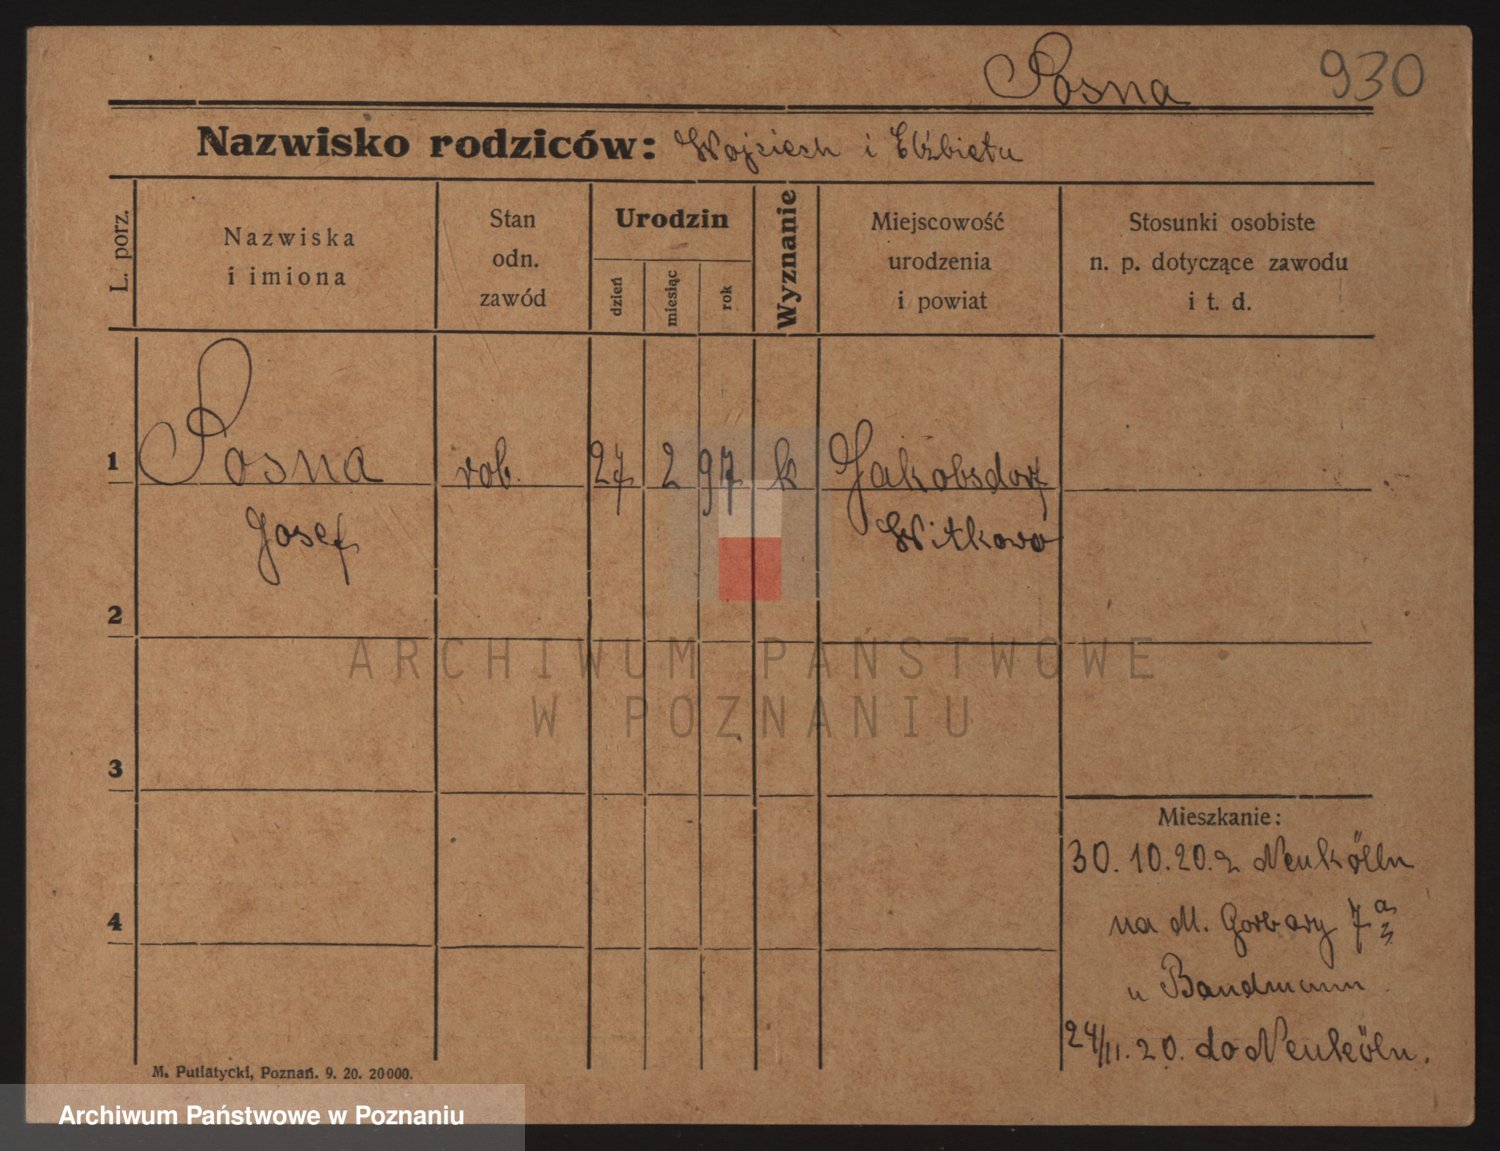 Posna 930
Nazwisko rodziców: Wojciech i Elżbieta
L. porz.
Nazwiska
i imiona
Stan
odn.
zawód
Urodzin
dzień
miesiąc
rok
Wyznanie
Miejscowość
urodzenia
i powiat
Stosunki osobiste
n. p. dotyczące zawodu
i t. d.
1 Posna rob. 27 2 97 k Jakobsdorf
Josef Witkowo
2
ARCHIWUM PAŃSTWOWE
W POZNANIU
3
Mieszkanie:
30. 10. 20. z Neukölln
4
na M. Garbary 7 a
3
u Bandmann
24/11. 20. do Neuköln.
M. Putiatycki, Poznań. 9. 20. 20000.
Archiwum Państwowe w Poznaniu